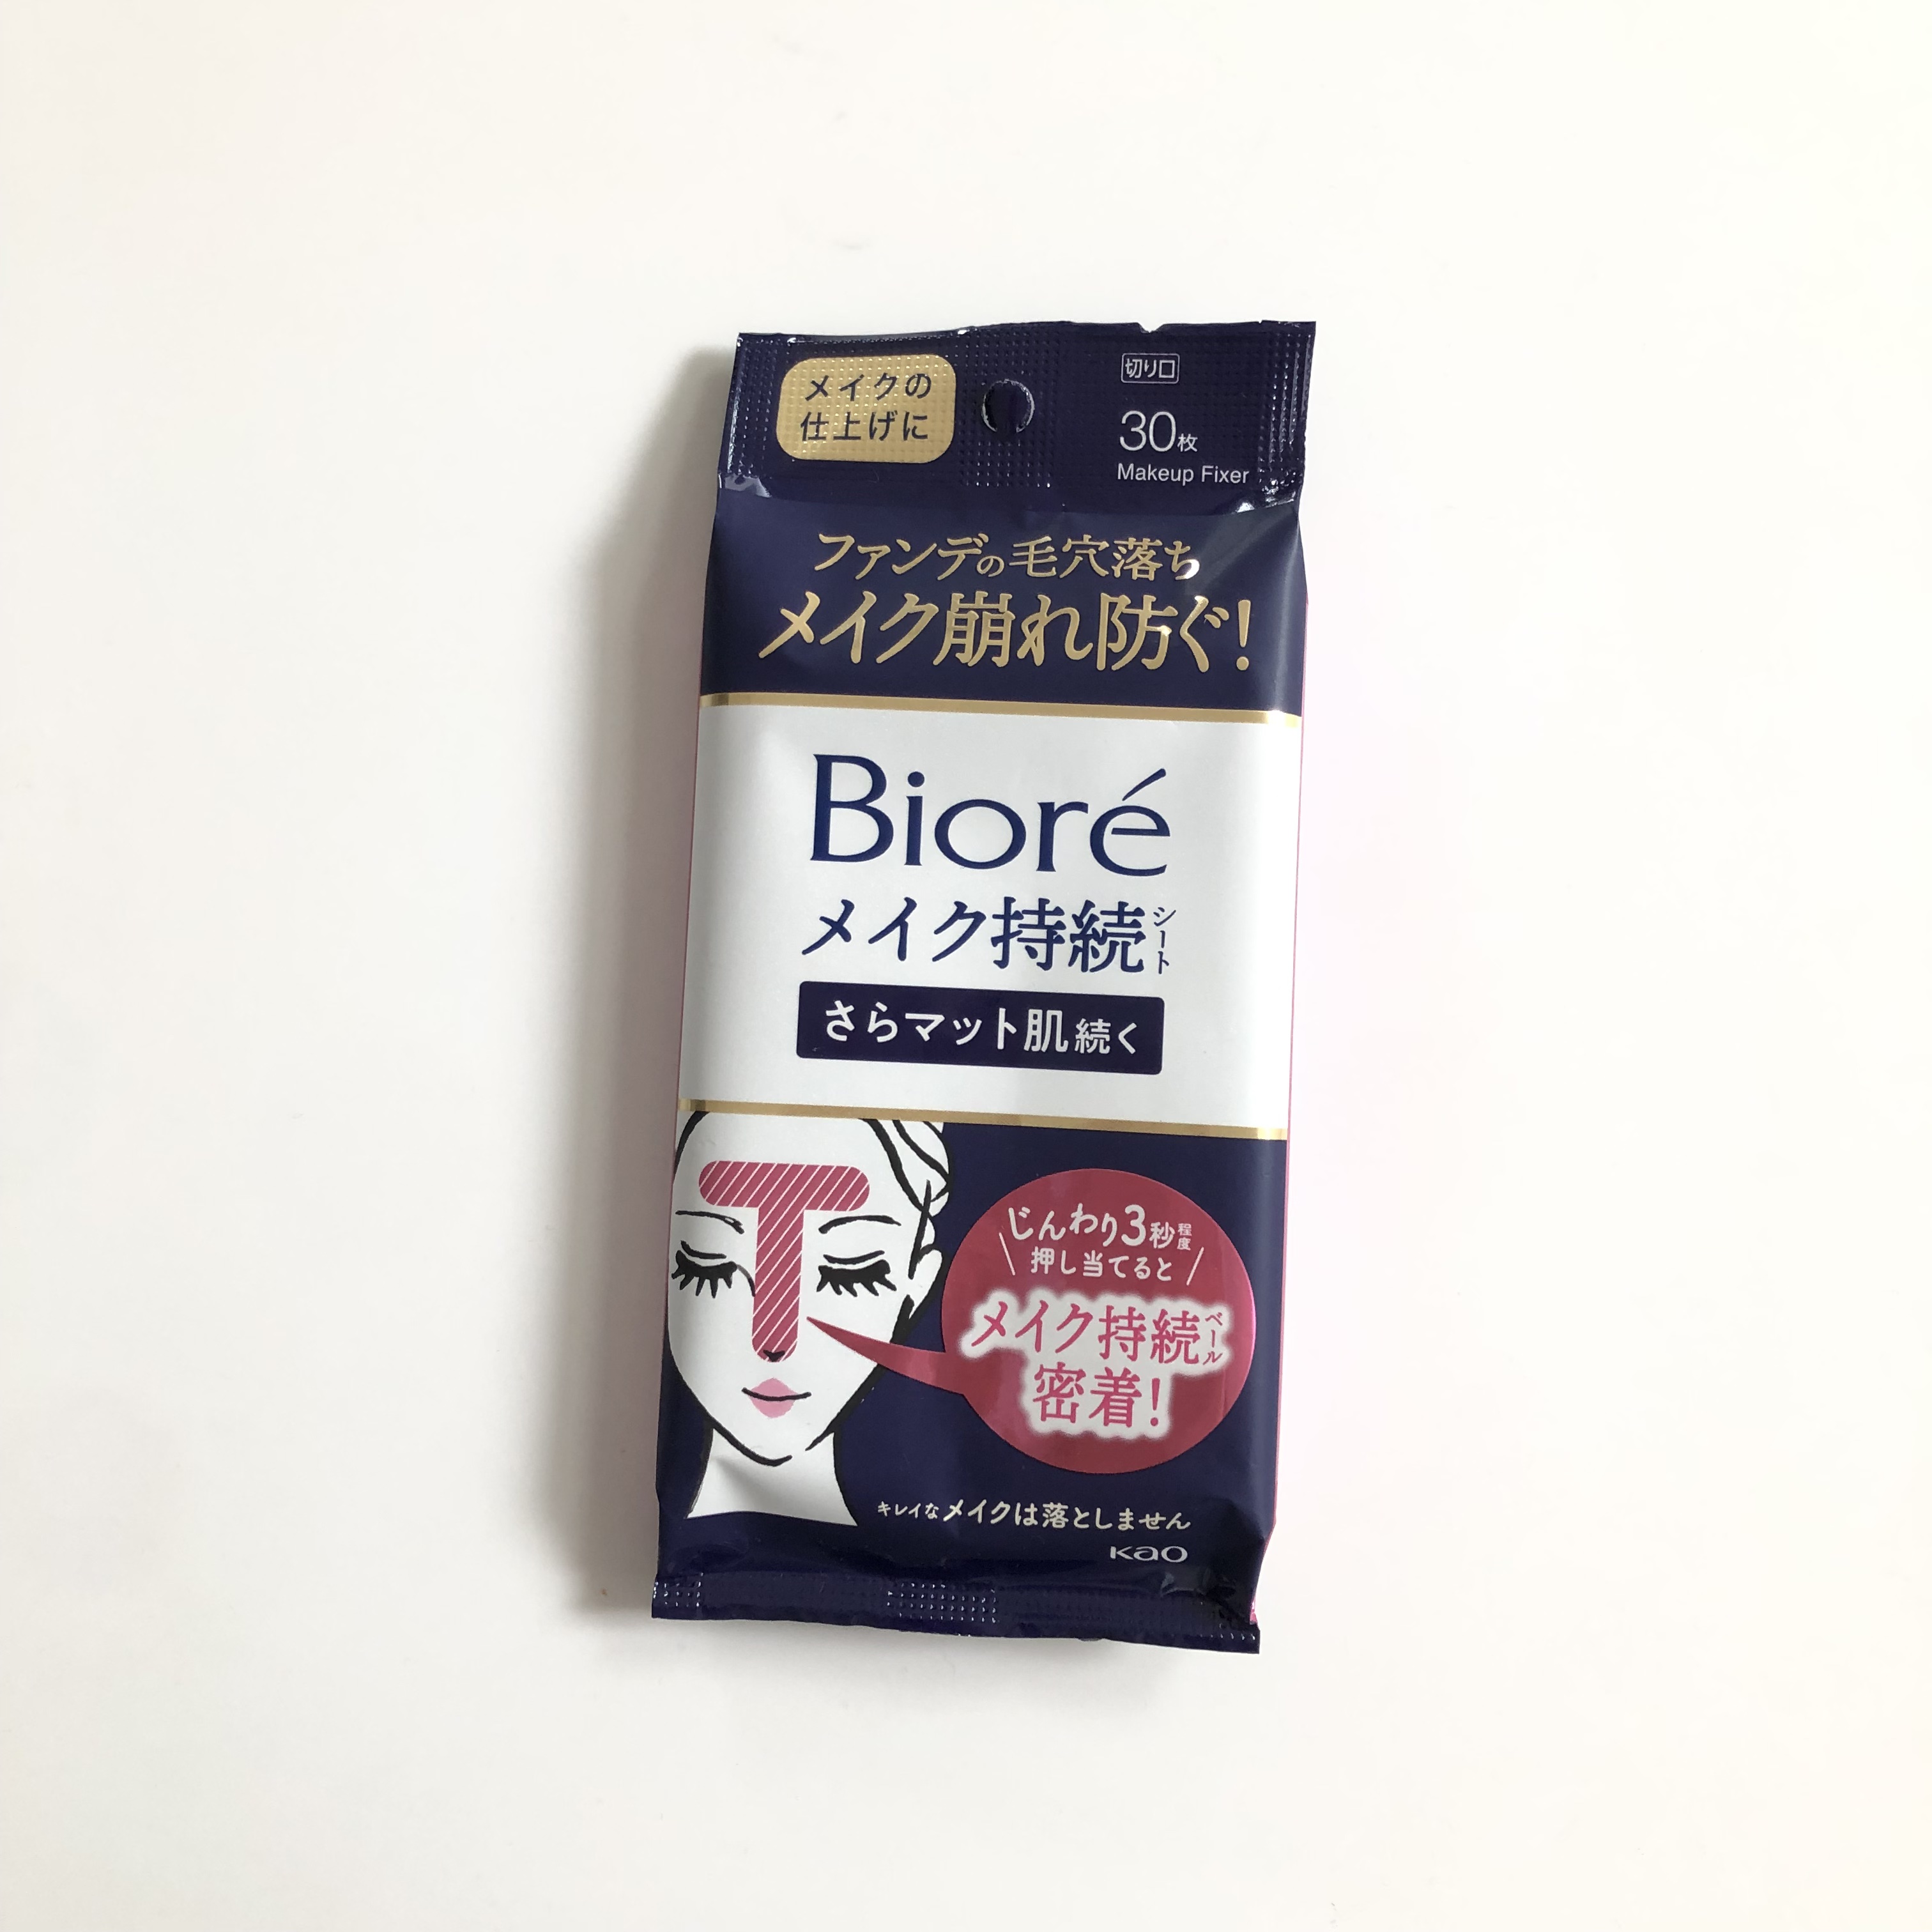 メイクの
仕上げに
切り口
30枚
Makeup Fixer
ファンデの毛穴落ち
メイク崩れ防ぐ!
Bioré
メイク持続シート
さらマット肌続く
じんわり3秒程度
押し当てると
メイク持続ベール
密着!
キレイなメイクは落としません
Kao